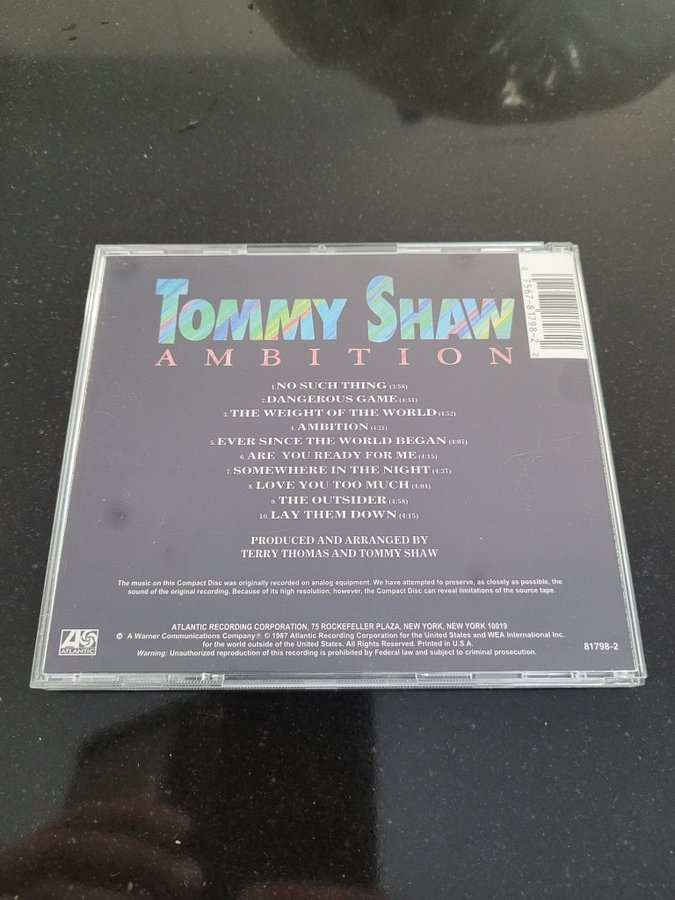 TOMMY SHAW
AMBITION
0 7567-81798-2 2
1. NO SUCH THING (3:58)
2. DANGEROUS GAME (4:51)
3. THE WEIGHT OF THE WORLD (4:52)
4. AMBITION (4:21)
5. EVER SINCE THE WORLD BEGAN (4:07)
6. ARE YOU READY FOR ME (4:15)
7. SOMEWHERE IN THE NIGHT (4:37)
8. LOVE YOU TOO MUCH (4:04)
9. THE OUTSIDER (4:58)
10. LAY THEM DOWN (4:15)
PRODUCED AND ARRANGED BY
TERRY THOMAS AND TOMMY SHAW
The music on this Compact Disc was originally recorded on analog equipment. We have attempted to preserve, as closely as possible, the
sound of the original recording. Because of its high resolution, however, the Compact Disc can reveal limitations of the source tape.
ATLANTIC RECORDING CORPORATION, 75 ROCKEFELLER PLAZA, NEW YORK, NEW YORK 10019
A Warner Communications Company ℗ © 1987 Atlantic Recording Corporation for the United States and WEA International Inc.
for the world outside of the United States. All Rights Reserved. Printed in U.S.A.
Warning: Unauthorized reproduction of this recording is prohibited by Federal law and subject to criminal prosecution.
ATLANTIC
81798-2